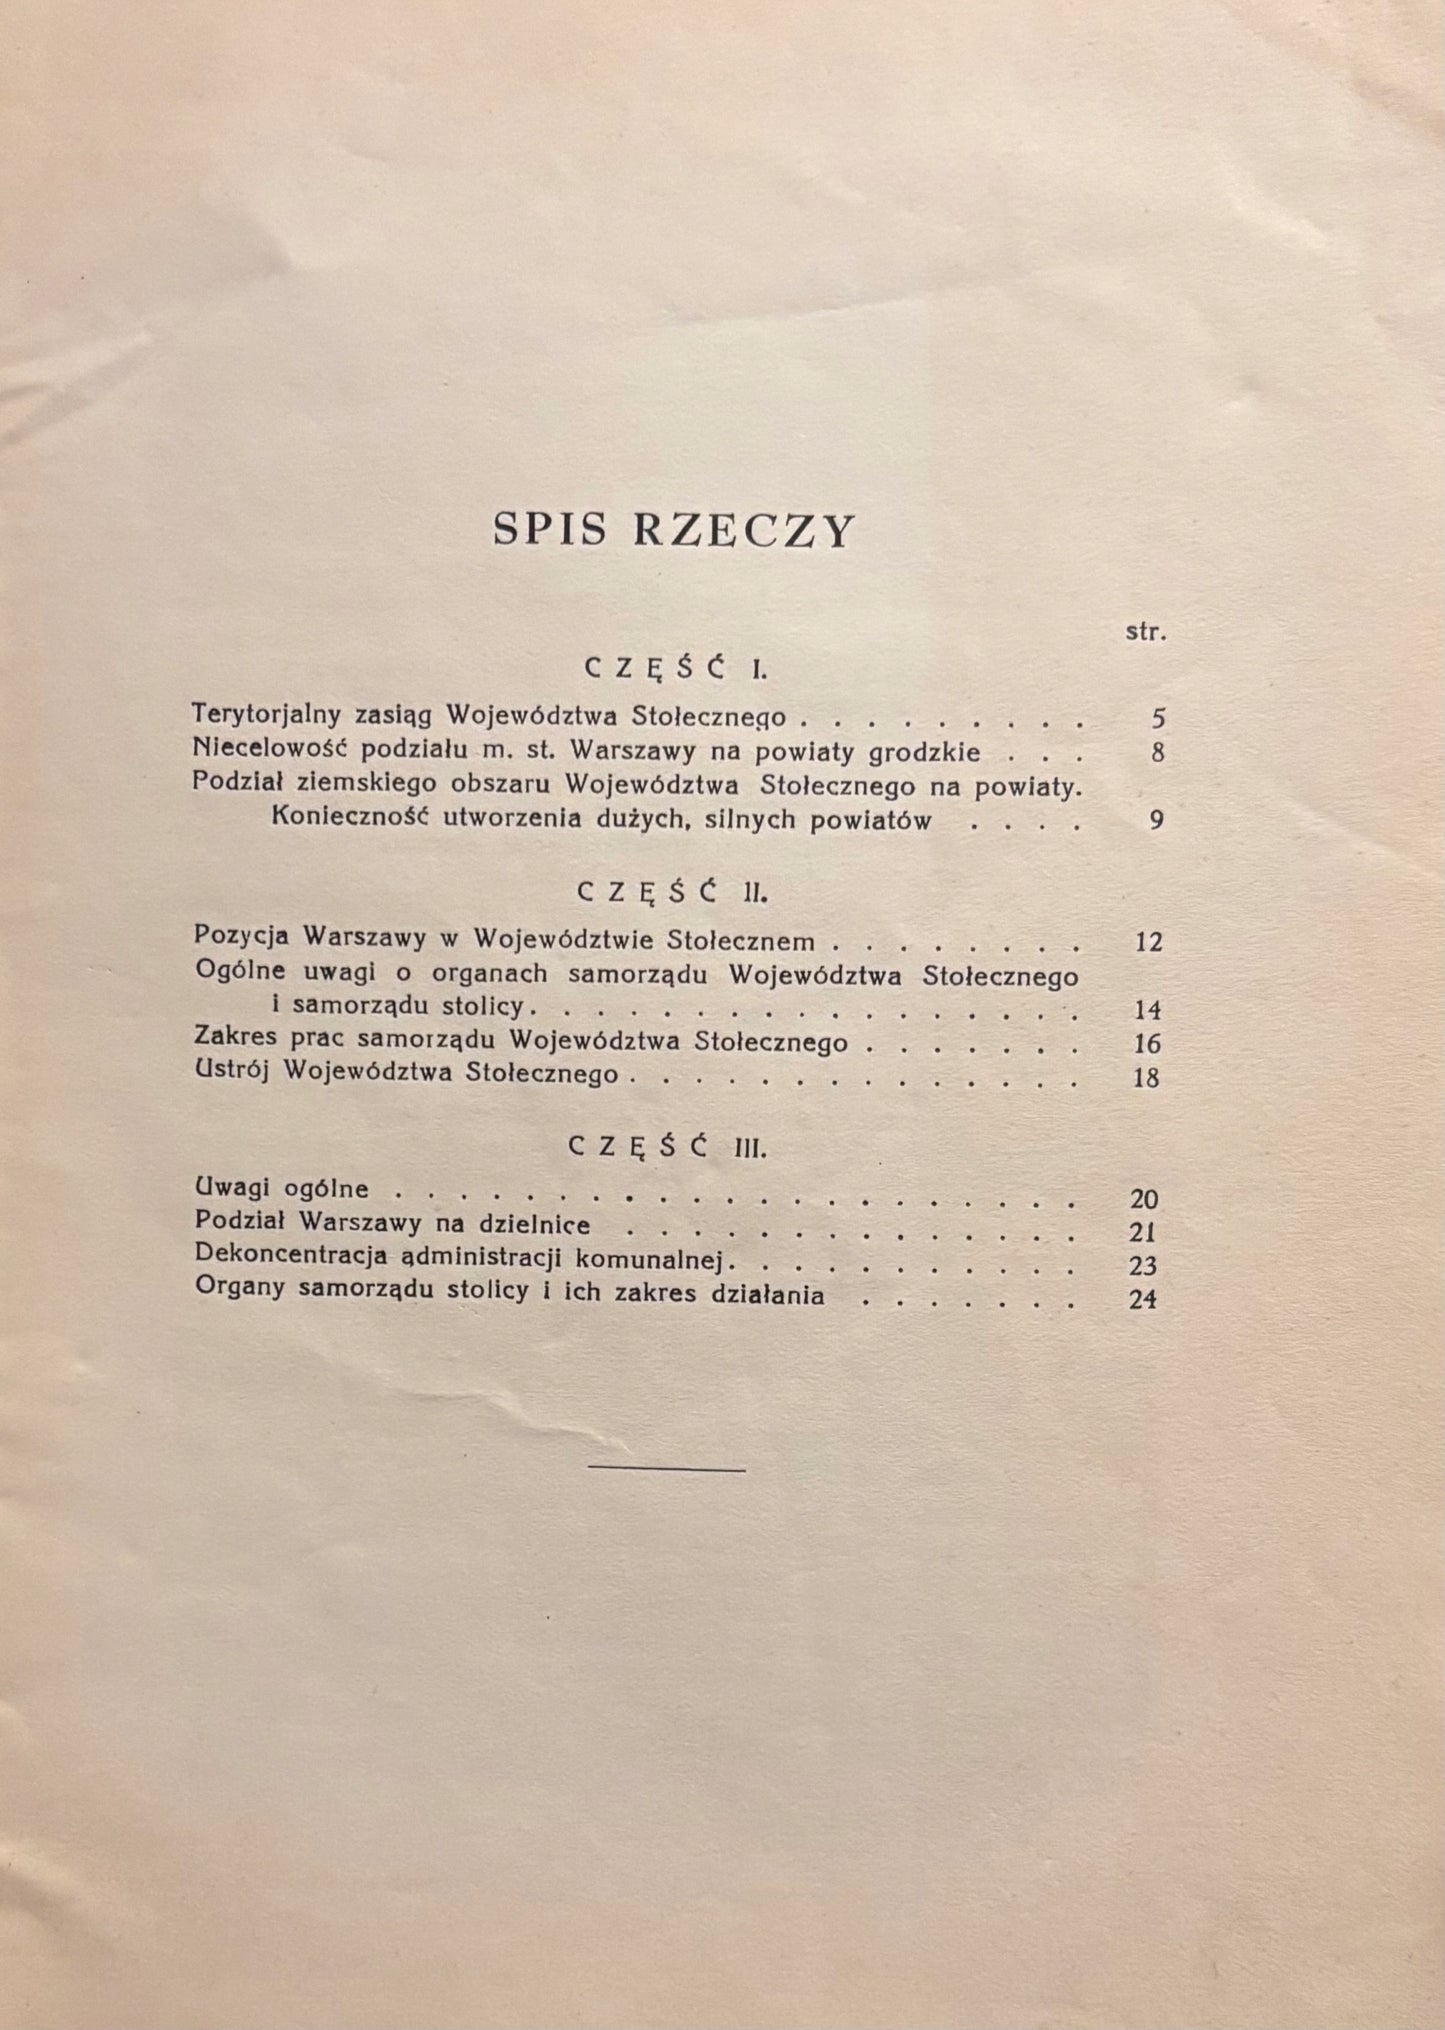 SPIS RZECZY
str.
CZĘŚĆ I.
Terytorjalny zasiąg Województwa Stołecznego . . . . . . . . . 5
Niecelowość podziału m. st. Warszawy na powiaty grodzkie . . . 8
Podział ziemskiego obszaru Województwa Stołecznego na powiaty.
Konieczność utworzenia dużych, silnych powiatów . . . . 9
CZĘŚĆ II.
Pozycja Warszawy w Województwie Stołecznem . . . . . . . . 12
Ogólne uwagi o organach samorządu Województwa Stołecznego
i samorządu stolicy . . . . . . . . . . . . . . . . . 14
Zakres prac samorządu Województwa Stołecznego . . . . . . . 16
Ustrój Województwa Stołecznego . . . . . . . . . . . . . . 18
CZĘŚĆ III.
Uwagi ogólne . . . . . . . . . . . . . . . . . . . . . 20
Podział Warszawy na dzielnice . . . . . . . . . . . . . . 21
Dekoncentracja administracji komunalnej . . . . . . . . . . . 23
Organy samorządu stolicy i ich zakres działania . . . . . . . 24